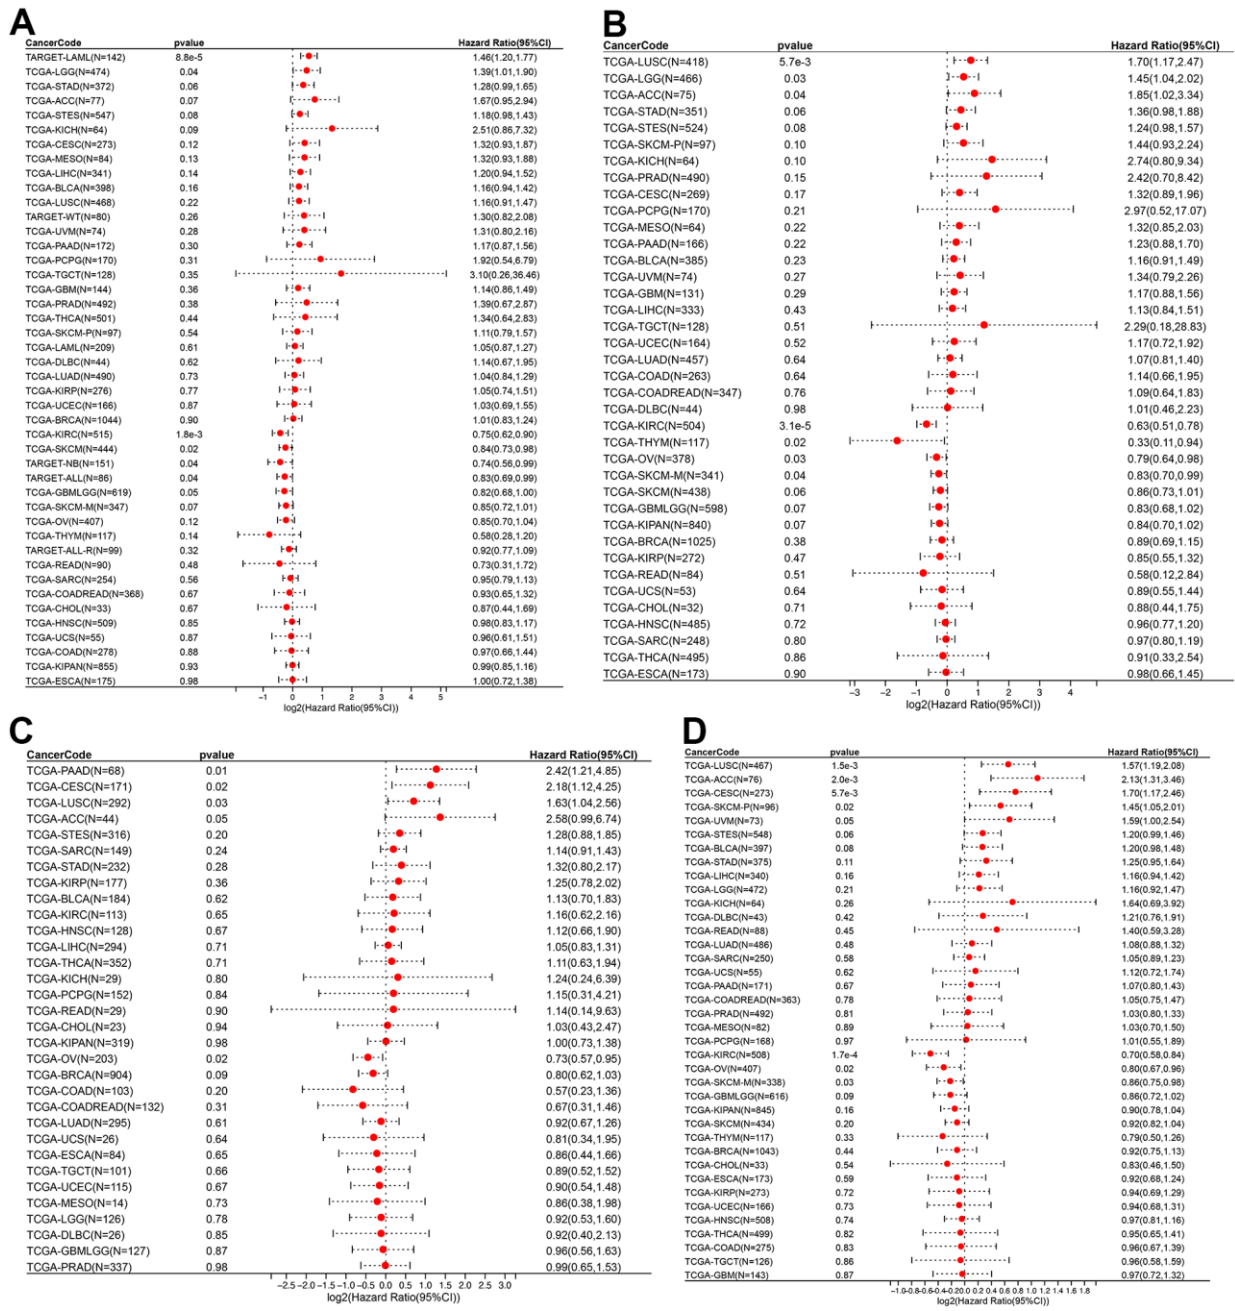 A
CancerCode pvalue Hazard Ratio(95%CI)
TARGET-LAML(N=142) 8.8e-5 1.46(1.20,1.77)
TCGA-LGG(N=474) 0.04 1.39(1.01,1.90)
TCGA-STAD(N=372) 0.06 1.28(0.99,1.65)
TCGA-ACC(N=77) 0.07 1.67(0.95,2.94)
TCGA-STES(N=547) 0.08 1.18(0.98,1.43)
TCGA-KICH(N=64) 0.09 2.51(0.86,7.32)
TCGA-CESC(N=273) 0.12 1.32(0.93,1.87)
TCGA-MESO(N=84) 0.13 1.32(0.93,1.88)
TCGA-LIHC(N=341) 0.14 1.20(0.94,1.52)
TCGA-BLCA(N=398) 0.16 1.16(0.94,1.42)
TCGA-LUSC(N=468) 0.22 1.16(0.91,1.47)
TARGET-WT(N=80) 0.26 1.30(0.82,2.08)
TCGA-UVM(N=74) 0.28 1.31(0.80,2.16)
TCGA-PAAD(N=172) 0.30 1.17(0.87,1.56)
TCGA-PCPG(N=170) 0.31 1.92(0.54,6.79)
TCGA-TGCT(N=128) 0.35 3.10(0.26,36.46)
TCGA-GBM(N=144) 0.36 1.14(0.86,1.49)
TCGA-PRAD(N=492) 0.38 1.39(0.67,2.87)
TCGA-THCA(N=501) 0.44 1.34(0.64,2.83)
TCGA-SKCM-P(N=97) 0.54 1.11(0.79,1.57)
TCGA-LAML(N=209) 0.61 1.05(0.87,1.27)
TCGA-DLBC(N=44) 0.62 1.14(0.67,1.95)
TCGA-LUAD(N=490) 0.73 1.04(0.84,1.29)
TCGA-KIRP(N=276) 0.77 1.05(0.74,1.51)
TCGA-UCEC(N=166) 0.87 1.03(0.69,1.55)
TCGA-BRCA(N=1044) 0.90 1.01(0.83,1.24)
TCGA-KIRC(N=515) 1.8e-3 0.75(0.62,0.90)
TCGA-SKCM(N=444) 0.02 0.84(0.73,0.98)
TARGET-NB(N=151) 0.04 0.74(0.56,0.99)
TARGET-ALL(N=86) 0.04 0.83(0.69,0.99)
TCGA-GBMLGG(N=619) 0.05 0.82(0.68,1.00)
TCGA-SKCM-M(N=347) 0.07 0.85(0.72,1.01)
TCGA-OV(N=407) 0.12 0.85(0.70,1.04)
TCGA-THYM(N=117) 0.14 0.58(0.28,1.20)
TARGET-ALL-R(N=99) 0.32 0.92(0.77,1.09)
TCGA-READ(N=90) 0.48 0.73(0.31,1.72)
TCGA-SARC(N=254) 0.56 0.95(0.79,1.13)
TCGA-COADREAD(N=368) 0.67 0.93(0.65,1.32)
TCGA-CHOL(N=33) 0.67 0.87(0.44,1.69)
TCGA-HNSC(N=509) 0.85 0.98(0.83,1.17)
TCGA-UCS(N=55) 0.87 0.96(0.61,1.51)
TCGA-COAD(N=278) 0.88 0.97(0.66,1.44)
TCGA-KIPAN(N=855) 0.93 0.99(0.85,1.16)
TCGA-ESCA(N=175) 0.98 1.00(0.72,1.38)
-1 0 1 2 3 4 5
log2(Hazard Ratio(95%CI))
B
CancerCode pvalue Hazard Ratio(95%CI)
TCGA-LUSC(N=418) 5.7e-3 1.70(1.17,2.47)
TCGA-LGG(N=466) 0.03 1.45(1.04,2.02)
TCGA-ACC(N=75) 0.04 1.85(1.02,3.34)
TCGA-STAD(N=351) 0.06 1.36(0.98,1.88)
TCGA-STES(N=524) 0.08 1.24(0.98,1.57)
TCGA-SKCM-P(N=97) 0.10 1.44(0.93,2.24)
TCGA-KICH(N=64) 0.10 2.74(0.80,9.34)
TCGA-PRAD(N=490) 0.15 2.42(0.70,8.42)
TCGA-CESC(N=269) 0.17 1.32(0.89,1.96)
TCGA-PCPG(N=170) 0.21 2.97(0.52,17.07)
TCGA-MESO(N=64) 0.22 1.32(0.85,2.03)
TCGA-PAAD(N=166) 0.22 1.23(0.88,1.70)
TCGA-BLCA(N=385) 0.23 1.16(0.91,1.49)
TCGA-UVM(N=74) 0.27 1.34(0.79,2.26)
TCGA-GBM(N=131) 0.29 1.17(0.88,1.56)
TCGA-LIHC(N=333) 0.43 1.13(0.84,1.51)
TCGA-TGCT(N=128) 0.51 2.29(0.18,28.83)
TCGA-UCEC(N=164) 0.52 1.17(0.72,1.92)
TCGA-LUAD(N=457) 0.64 1.07(0.81,1.40)
TCGA-COAD(N=263) 0.64 1.14(0.66,1.95)
TCGA-COADREAD(N=347) 0.76 1.09(0.64,1.83)
TCGA-DLBC(N=44) 0.98 1.01(0.46,2.23)
TCGA-KIRC(N=504) 3.1e-5 0.63(0.51,0.78)
TCGA-THYM(N=117) 0.02 0.33(0.11,0.94)
TCGA-OV(N=378) 0.03 0.79(0.64,0.98)
TCGA-SKCM-M(N=341) 0.04 0.83(0.70,0.99)
TCGA-SKCM(N=438) 0.06 0.86(0.73,1.01)
TCGA-GBMLGG(N=598) 0.07 0.83(0.68,1.02)
TCGA-KIPAN(N=840) 0.07 0.84(0.70,1.02)
TCGA-BRCA(N=1025) 0.38 0.89(0.69,1.15)
TCGA-KIRP(N=272) 0.47 0.85(0.55,1.32)
TCGA-READ(N=84) 0.51 0.58(0.12,2.84)
TCGA-UCS(N=53) 0.64 0.89(0.55,1.44)
TCGA-CHOL(N=32) 0.71 0.88(0.44,1.75)
TCGA-HNSC(N=485) 0.72 0.96(0.77,1.20)
TCGA-SARC(N=248) 0.80 0.97(0.80,1.19)
TCGA-THCA(N=495) 0.86 0.91(0.33,2.54)
TCGA-ESCA(N=173) 0.90 0.98(0.66,1.45)
-3 -2 -1 0 1 2 3 4
log2(Hazard Ratio(95%CI))
C
CancerCode pvalue Hazard Ratio(95%CI)
TCGA-PAAD(N=68) 0.01 2.42(1.21,4.85)
TCGA-CESC(N=171) 0.02 2.18(1.12,4.25)
TCGA-LUSC(N=292) 0.03 1.63(1.04,2.56)
TCGA-ACC(N=44) 0.05 2.58(0.99,6.74)
TCGA-STES(N=316) 0.20 1.28(0.88,1.85)
TCGA-SARC(N=149) 0.24 1.14(0.91,1.43)
TCGA-STAD(N=232) 0.28 1.32(0.80,2.17)
TCGA-KIRP(N=177) 0.36 1.25(0.78,2.02)
TCGA-BLCA(N=184) 0.62 1.13(0.70,1.83)
TCGA-KIRC(N=113) 0.65 1.16(0.62,2.16)
TCGA-HNSC(N=128) 0.67 1.12(0.66,1.90)
TCGA-LIHC(N=294) 0.71 1.05(0.83,1.31)
TCGA-THCA(N=352) 0.71 1.11(0.63,1.94)
TCGA-KICH(N=29) 0.80 1.24(0.24,6.39)
TCGA-PCPG(N=152) 0.84 1.15(0.31,4.21)
TCGA-READ(N=29) 0.90 1.14(0.14,9.63)
TCGA-CHOL(N=23) 0.94 1.03(0.43,2.47)
TCGA-KIPAN(N=319) 0.98 1.00(0.73,1.38)
TCGA-OV(N=203) 0.02 0.73(0.57,0.95)
TCGA-BRCA(N=904) 0.09 0.80(0.62,1.03)
TCGA-COAD(N=103) 0.20 0.57(0.23,1.36)
TCGA-COADREAD(N=132) 0.31 0.67(0.31,1.46)
TCGA-LUAD(N=295) 0.61 0.92(0.67,1.26)
TCGA-UCS(N=26) 0.64 0.81(0.34,1.95)
TCGA-ESCA(N=84) 0.65 0.86(0.44,1.66)
TCGA-TGCT(N=101) 0.66 0.89(0.52,1.52)
TCGA-UCEC(N=115) 0.67 0.90(0.54,1.48)
TCGA-MESO(N=14) 0.73 0.86(0.38,1.98)
TCGA-LGG(N=126) 0.78 0.92(0.53,1.60)
TCGA-DLBC(N=26) 0.85 0.92(0.40,2.13)
TCGA-GBMLGG(N=127) 0.87 0.96(0.56,1.63)
TCGA-PRAD(N=337) 0.98 0.99(0.65,1.53)
-2.5 -2.0 -1.5 -1.0 -0.5 0.0 0.5 1.0 1.5 2.0 2.5 3.0
log2(Hazard Ratio(95%CI))
D
CancerCode pvalue Hazard Ratio(95%CI)
TCGA-LUSC(N=467) 1.5e-3 1.57(1.19,2.08)
TCGA-ACC(N=76) 2.0e-3 2.13(1.31,3.46)
TCGA-CESC(N=273) 5.7e-3 1.70(1.17,2.46)
TCGA-SKCM-P(N=96) 0.02 1.45(1.05,2.01)
TCGA-UVM(N=73) 0.05 1.59(1.00,2.54)
TCGA-STES(N=548) 0.06 1.20(0.99,1.46)
TCGA-BLCA(N=397) 0.08 1.20(0.98,1.48)
TCGA-STAD(N=375) 0.11 1.25(0.95,1.64)
TCGA-LIHC(N=340) 0.16 1.16(0.94,1.42)
TCGA-LGG(N=472) 0.21 1.16(0.92,1.47)
TCGA-KICH(N=64) 0.26 1.64(0.69,3.92)
TCGA-DLBC(N=43) 0.42 1.21(0.76,1.91)
TCGA-READ(N=88) 0.45 1.40(0.59,3.28)
TCGA-LUAD(N=486) 0.48 1.08(0.88,1.32)
TCGA-SARC(N=250) 0.58 1.05(0.89,1.23)
TCGA-UCS(N=55) 0.62 1.12(0.72,1.74)
TCGA-PAAD(N=171) 0.67 1.07(0.80,1.43)
TCGA-COADREAD(N=363) 0.78 1.05(0.75,1.47)
TCGA-PRAD(N=492) 0.81 1.03(0.80,1.33)
TCGA-MESO(N=82) 0.89 1.03(0.70,1.50)
TCGA-PCPG(N=168) 0.97 1.01(0.55,1.89)
TCGA-KIRC(N=508) 1.7e-4 0.70(0.58,0.84)
TCGA-OV(N=407) 0.02 0.80(0.67,0.96)
TCGA-SKCM-M(N=338) 0.03 0.86(0.75,0.98)
TCGA-GBMLGG(N=616) 0.09 0.86(0.72,1.02)
TCGA-KIPAN(N=845) 0.16 0.90(0.78,1.04)
TCGA-SKCM(N=434) 0.20 0.92(0.82,1.04)
TCGA-THYM(N=117) 0.33 0.79(0.50,1.26)
TCGA-BRCA(N=1043) 0.44 0.92(0.75,1.13)
TCGA-CHOL(N=33) 0.54 0.83(0.46,1.50)
TCGA-ESCA(N=173) 0.59 0.92(0.68,1.24)
TCGA-KIRP(N=273) 0.72 0.94(0.69,1.29)
TCGA-UCEC(N=166) 0.73 0.94(0.68,1.31)
TCGA-HNSC(N=508) 0.74 0.97(0.81,1.16)
TCGA-THCA(N=499) 0.82 0.95(0.65,1.41)
TCGA-COAD(N=275) 0.83 0.96(0.67,1.39)
TCGA-TGCT(N=126) 0.86 0.96(0.58,1.59)
TCGA-GBM(N=143) 0.87 0.97(0.72,1.32)
-1.0 -0.8 -0.6 -0.4 -0.2 0.0 0.2 0.4 0.6 0.8 1.0 1.2 1.4 1.6 1.8
log2(Hazard Ratio(95%CI))